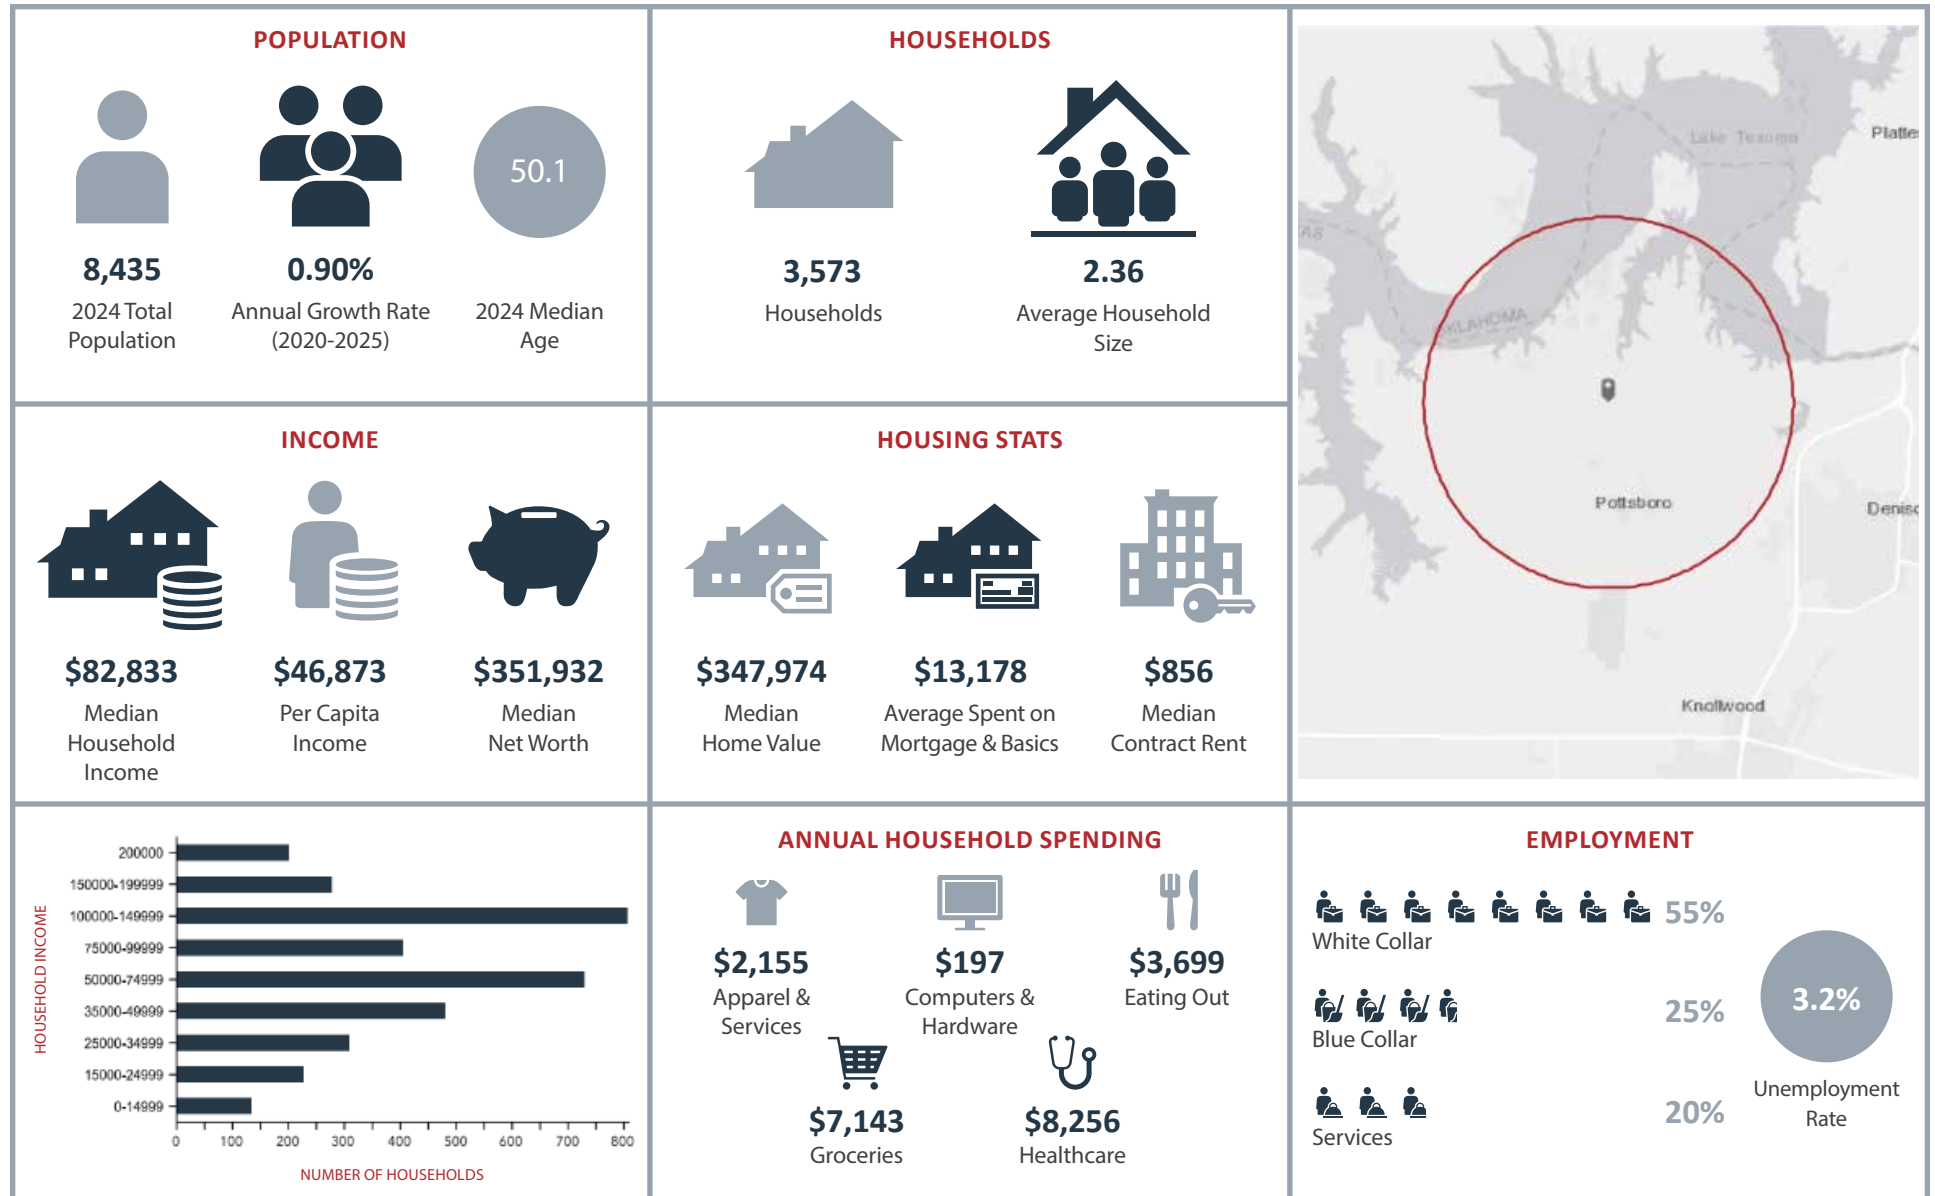 POPULATION
50.1
8,435
2024 Total
Population
0.90%
Annual Growth Rate
(2020-2025)
2024 Median
Age
HOUSEHOLDS
3,573
Households
2.36
Average Household
Size
Lake Texoma
OKLAHOMA
Pottsboro
Knollwood
INCOME
$82,833
Median
Household
Income
$46,873
Per Capita
Income
$351,932
Median
Net Worth
HOUSING STATS
$347,974
Median
Home Value
$13,178
Average Spent on
Mortgage & Basics
$856
Median
Contract Rent
HOUSEHOLD INCOME
200000
150000-199999
100000-149999
75000-99999
50000-74999
35000-49999
25000-34999
15000-24999
0-14999
0 100 200 300 400 500 600 700 800
NUMBER OF HOUSEHOLDS
ANNUAL HOUSEHOLD SPENDING
$2,155
Apparel &
Services
$197
Computers &
Hardware
$3,699
Eating Out
$7,143
Groceries
$8,256
Healthcare
EMPLOYMENT
55%
White Collar
25%
Blue Collar
20%
Services
3.2%
Unemployment
Rate